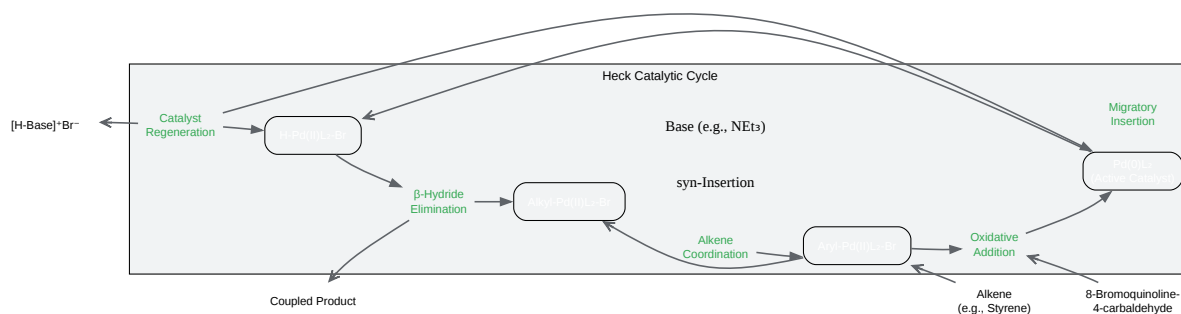 Heck Catalytic Cycle
[H-Base]⁺Br⁻
Catalyst
Regeneration
H-Pd(II)L₂-Br
Base (e.g., NEt₃)
Migratory
Insertion
Pd(0)L₂
(Active Catalyst)
syn-Insertion
β-Hydride
Elimination
Alkyl-Pd(II)L₂-Br
Alkene
Coordination
Aryl-Pd(II)L₂-Br
Oxidative
Addition
Coupled Product
Alkene
(e.g., Styrene)
8-Bromoquinoline-
4-carbaldehyde